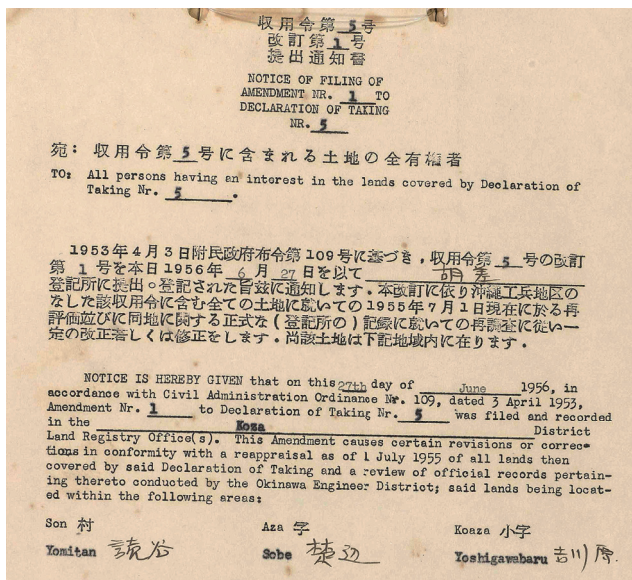 収用令第 5 号
改訂第 1 号
提出通知書
NOTICE OF FILING OF
AMENDMENT NR. 1 TO
DECLARATION OF TAKING
NR. 5
宛: 収用令第 5 号に含まれる土地の全有権者
TO: All persons having an interest in the lands covered by Declaration of
Taking Nr. 5 .
1953年4月3日附民政府布令第109号に基づき,収用令第 5 号の改訂
第 1 号を本日1956年 6 月 27 日を以て 胡差
登記所に提出。登記された旨玆に通知します.本改訂に依り沖縄工兵地区の
なした該収用令に含む全ての土地に就いての1955年7月1日現在に於る再
評価並びに同地に関する正式な(登記所の)記録に就いての再調査に従い一
定の改正若しくは修正をします.尚該土地は下記地域内に在ります.
NOTICE IS HEREBY GIVEN that on this 27th day of June 1956, in
accordance with Civil Administration Ordinance Nr. 109, dated 3 April 1953,
Amendment Nr. 1 to Declaration of Taking Nr. 5 was filed and recorded
in the Koza District
Land Registry Office(s). This Amendment causes certain revisions or correc-
tions in conformity with a reappraisal as of 1 July 1955 of all lands then
covered by said Declaration of Taking and a review of official records pertain-
ing thereto conducted by the Okinawa Engineer District; said lands being locat-
ed within the following areas:
Son 村 Aza 字 Koaza 小字
Yomitan 読谷 Sobe 楚辺 Yoshigawabaru 吉川原